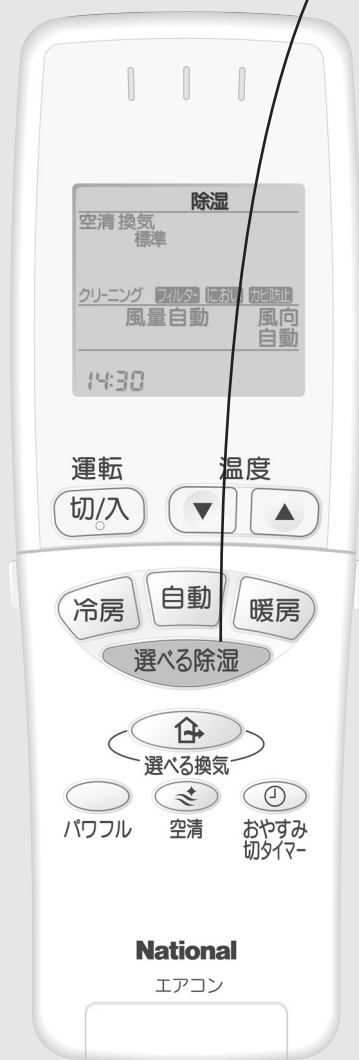 除湿
空清 換気
標準
クリーニング フィルター におい カビ防止
風量自動 風向
自動
14:30
運転 温度
切/入 ▼ ▲
冷房 自動 暖房
選べる除湿
選べる換気
パワフル 空清 おやすみ
切タイマー
National
エアコン